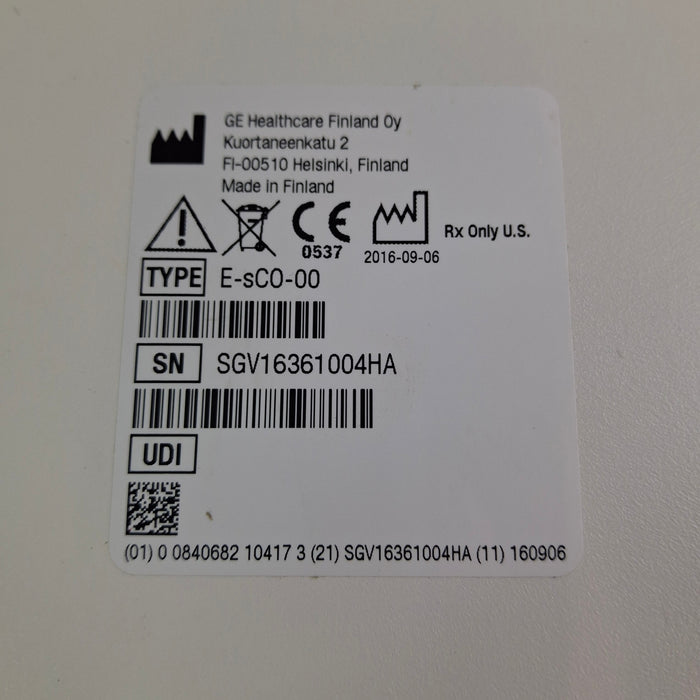 GE Healthcare Finland Oy
Kuortaneenkatu 2
FI-00510 Helsinki, Finland
Made in Finland
CE
0537
2016-09-06
Rx Only U.S.
TYPE E-sCO-00
SN SGV16361004HA
UDI
(01) 0 0840682 10417 3 (21) SGV16361004HA (11) 160906